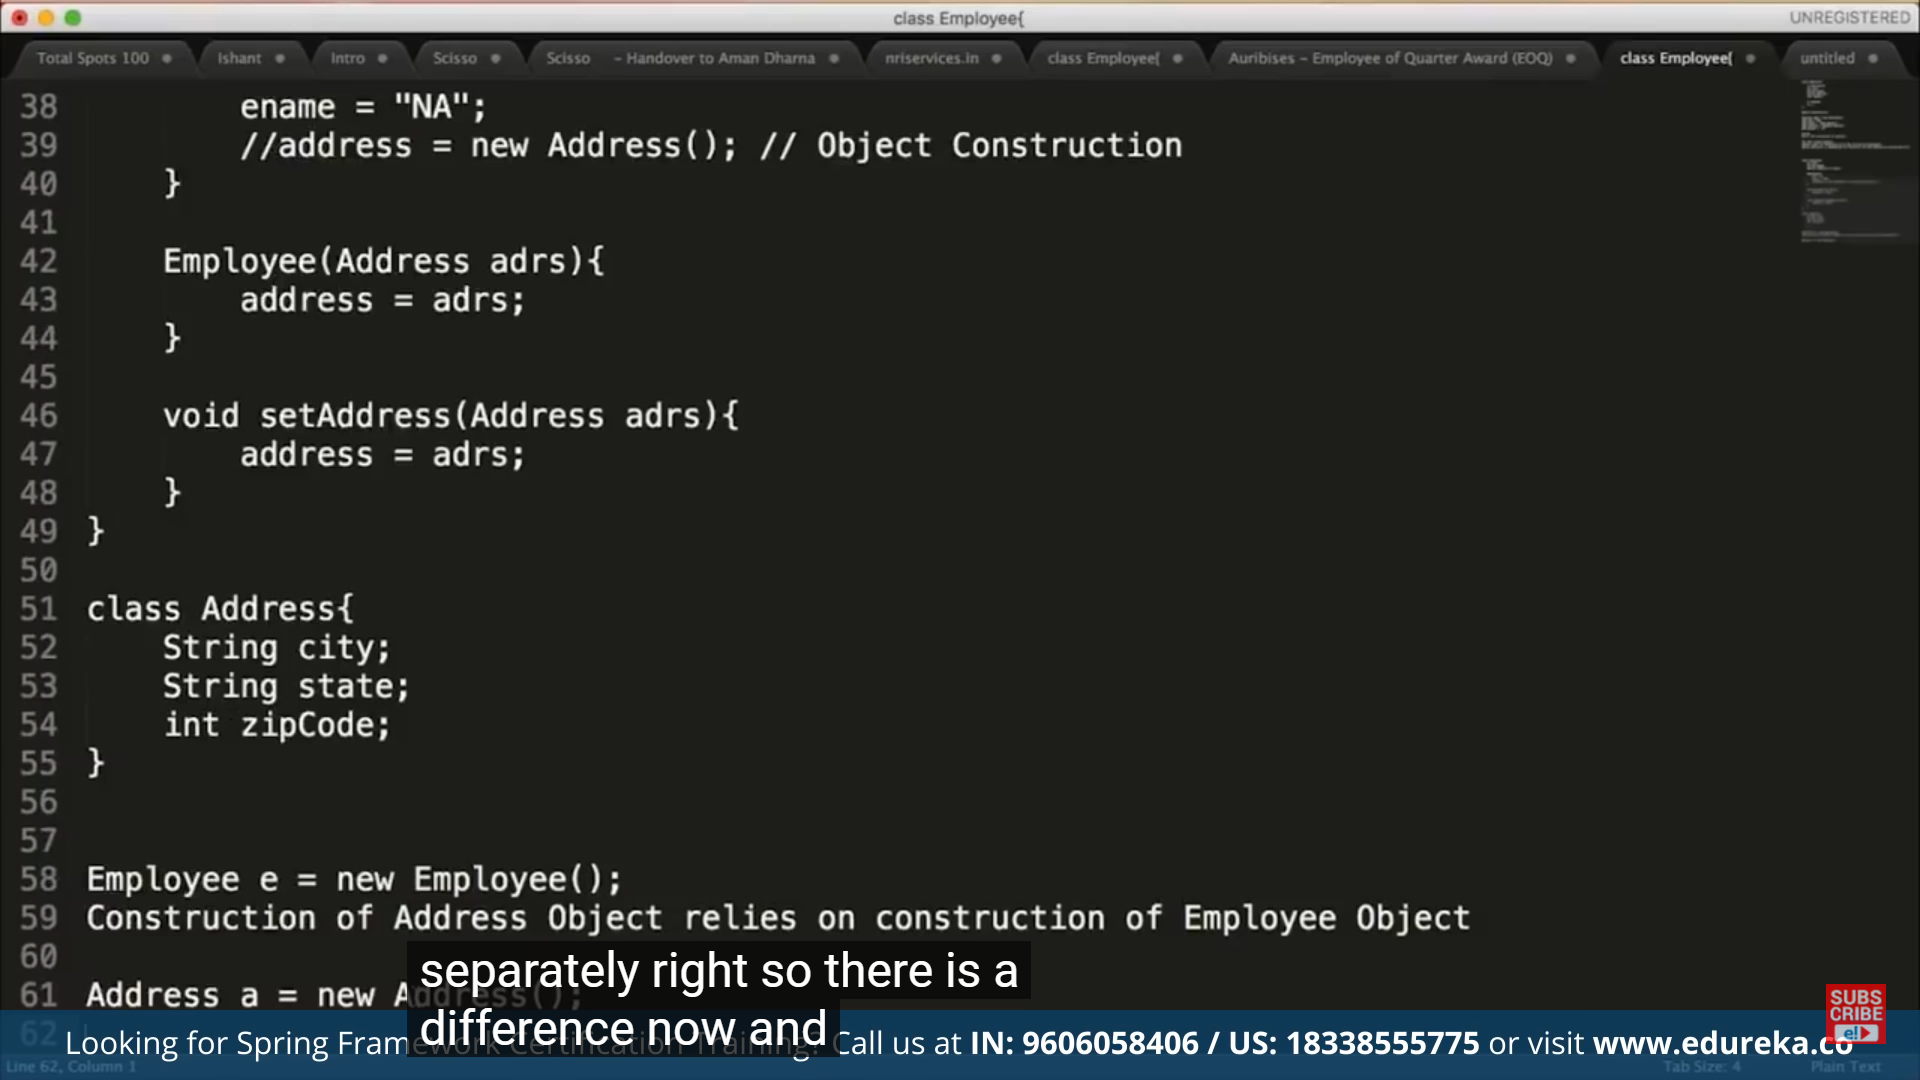 class Employee{
UNREGISTERED
Total Spots 100
Ishant
Intro
Scisso
Scisso - Handover to Aman Dharna
nriservices.in
class Employee{
Auribises - Employee of Quarter Award (EOQ)
class Employee{
untitled
38 ename = "NA";
39 //address = new Address(); // Object Construction
40 }
41
42 Employee(Address adrs){
43 address = adrs;
44 }
45
46 void setAddress(Address adrs){
47 address = adrs;
48 }
49 }
50
51 class Address{
52 String city;
53 String state;
54 int zipCode;
55 }
56
57
58 Employee e = new Employee();
59 Construction of Address Object relies on construction of Employee Object
60
separately right so there is a
61 Address a = new Address();
62
difference now and
Looking for Spring Framework Certification Training? Call us at IN: 9606058406 / US: 18338555775 or visit www.edureka.co
SUBS
CRIBE
e!
Line 62, Column 1
Tab Size: 4
Plain Text